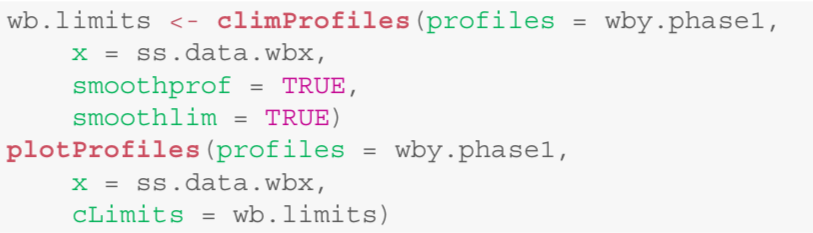 wb.limits <- climProfiles(profiles = wby.phase1,
    x = ss.data.wbx,
    smoothprof = TRUE,
    smoothlim = TRUE)
plotProfiles(profiles = wby.phase1,
    x = ss.data.wbx,
    cLimits = wb.limits)